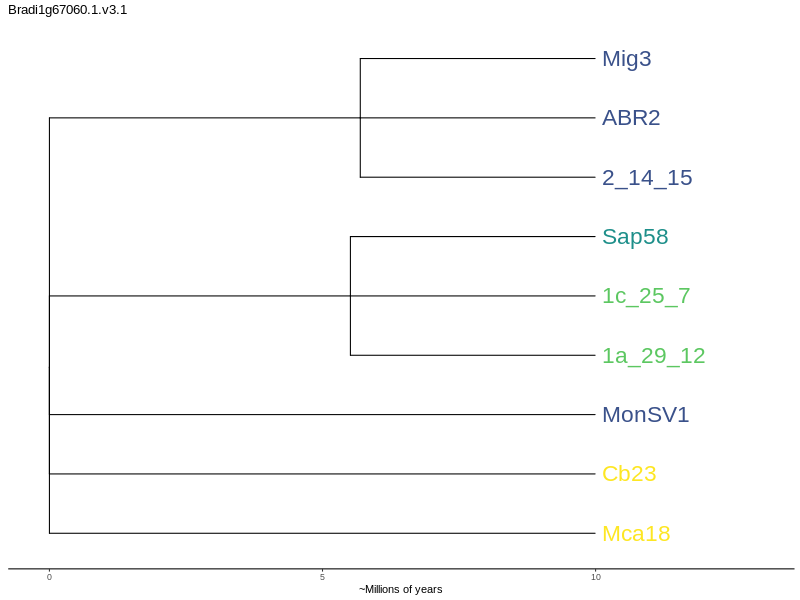 Bradi1g67060.1.v3.1
Mig3
ABR2
2_14_15
Sap58
1c_25_7
1a_29_12
MonSV1
Cb23
Mca18
0 5 10
~Millions of years